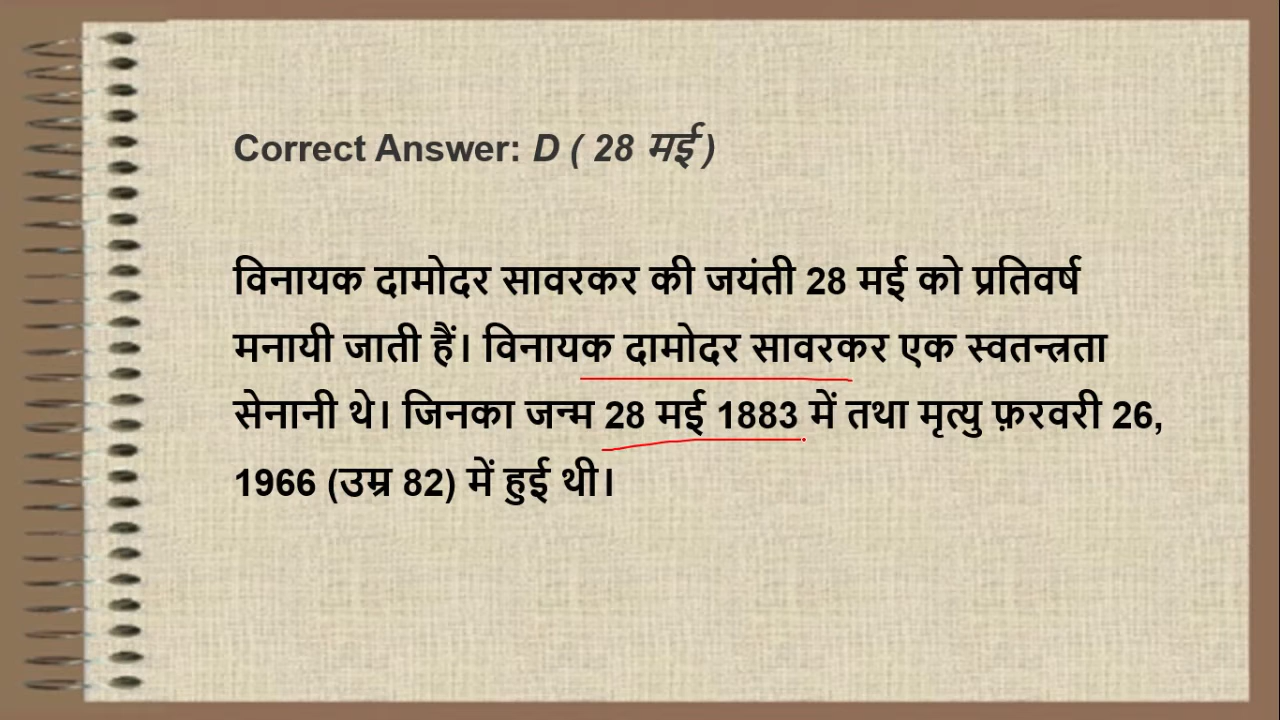 Correct Answer: D ( 28 मई )
विनायक दामोदर सावरकर की जयंती 28 मई को प्रतिवर्ष
मनायी जाती हैं। विनायक दामोदर सावरकर एक स्वतन्त्रता
सेनानी थे। जिनका जन्म 28 मई 1883 में तथा मृत्यु फ़रवरी 26,
1966 (उम्र 82) में हुई थी।